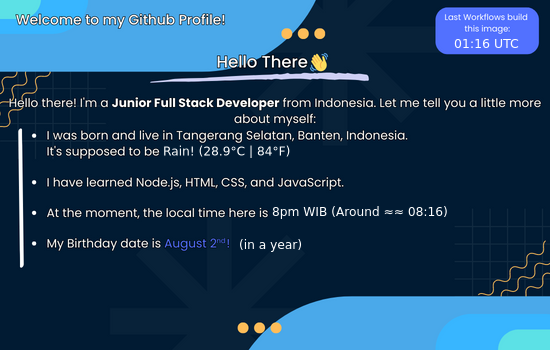 Welcome to my Github Profile!
Last Workflows build
this image:
01:16 UTC
Hello There👋
Hello there! I'm a Junior Full Stack Developer from Indonesia. Let me tell you a little more
about myself:
• I was born and live in Tangerang Selatan, Banten, Indonesia.
It's supposed to be Rain! (28.9°C | 84°F)
• I have learned Node.js, HTML, CSS, and JavaScript.
• At the moment, the local time here is 8pm WIB (Around ≈≈ 08:16)
• My Birthday date is August 2nd! (in a year)